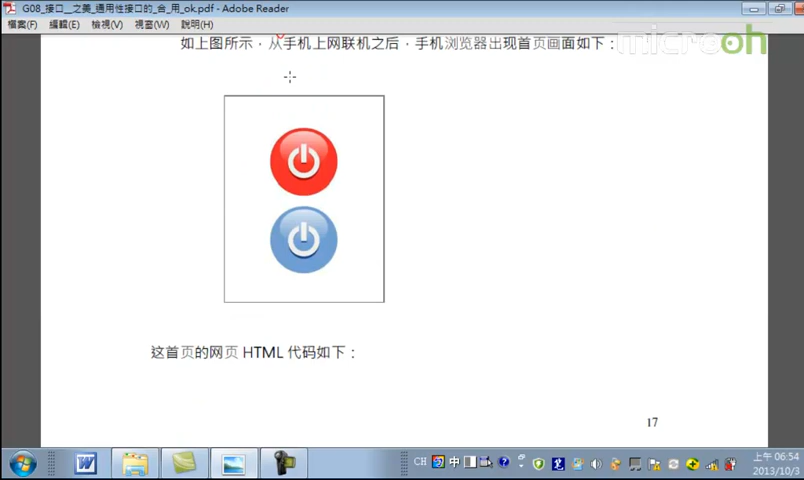 G08_接口__之美_通用性接口的_合_用_ok.pdf - Adobe Reader
檔案(F) 編輯(E) 檢視(V) 視窗(W) 說明(H)
如上图所示，从手机上网联机之后，手机浏览器出现首页画面如下：
microoh
这首页的网页 HTML 代码如下：
17
CH 中
上午 06:54
2013/10/3